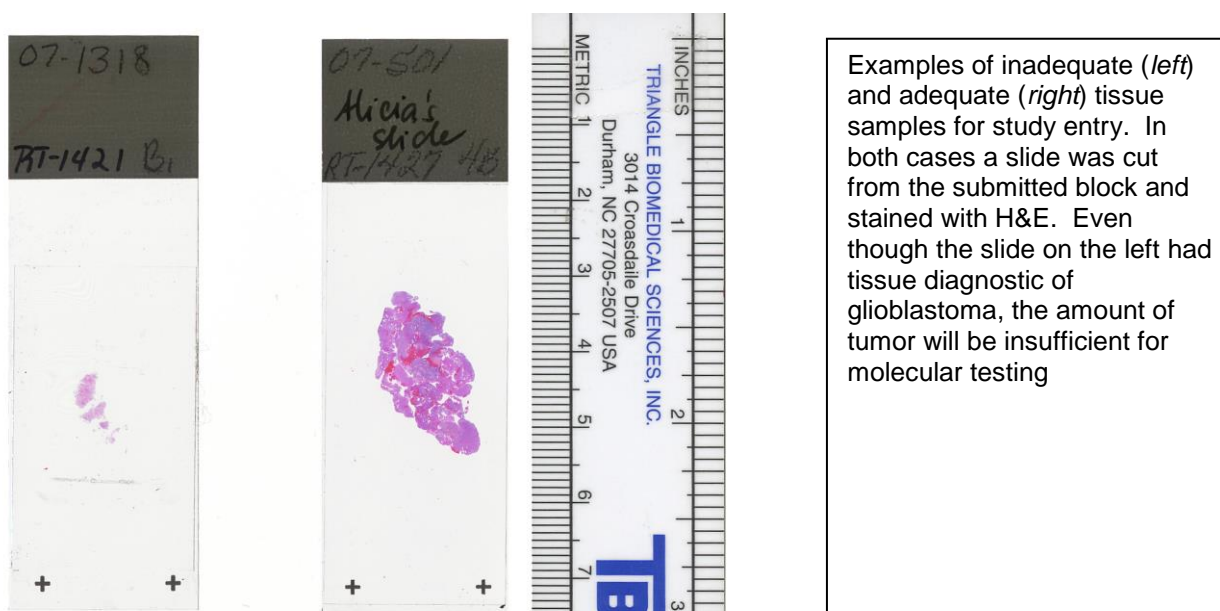 07-1318
RT-1421 B1
07-501
Alicia's
slide
RT-1427 4B
METRIC 1 2 3 4 5 6 7
Durham, NC 27705-2507 USA
3014 Croasdaile Drive
TRIANGLE BIOMEDICAL SCIENCES, INC.
TB
INCHES 1 2 3
Examples of inadequate (left)
and adequate (right) tissue
samples for study entry. In
both cases a slide was cut
from the submitted block and
stained with H&E. Even
though the slide on the left had
tissue diagnostic of
glioblastoma, the amount of
tumor will be insufficient for
molecular testing